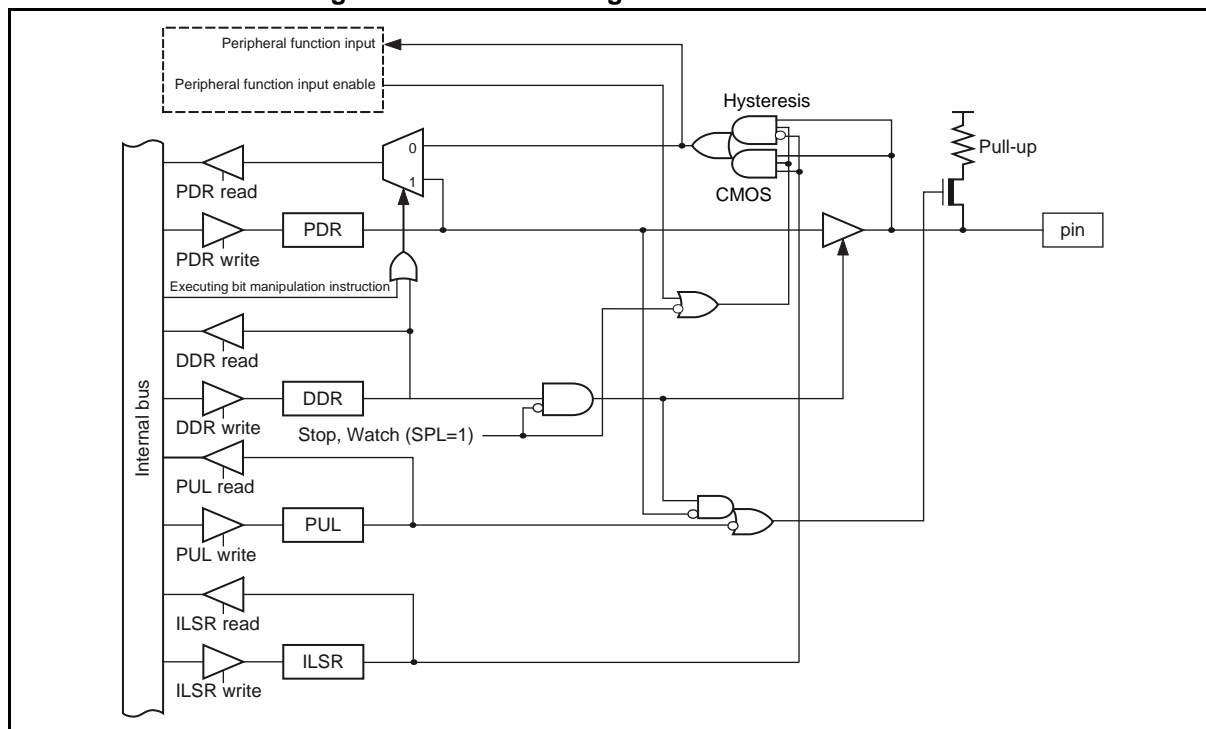 Peripheral function input
Peripheral function input enable
Hysteresis
0
Pull-up
1
PDR read
CMOS
PDR
pin
PDR write
Executing bit manipulation instruction
DDR read
DDR
DDR write
Stop, Watch (SPL=1)
Internal bus
PUL read
PUL
PUL write
ILSR read
ILSR
ILSR write